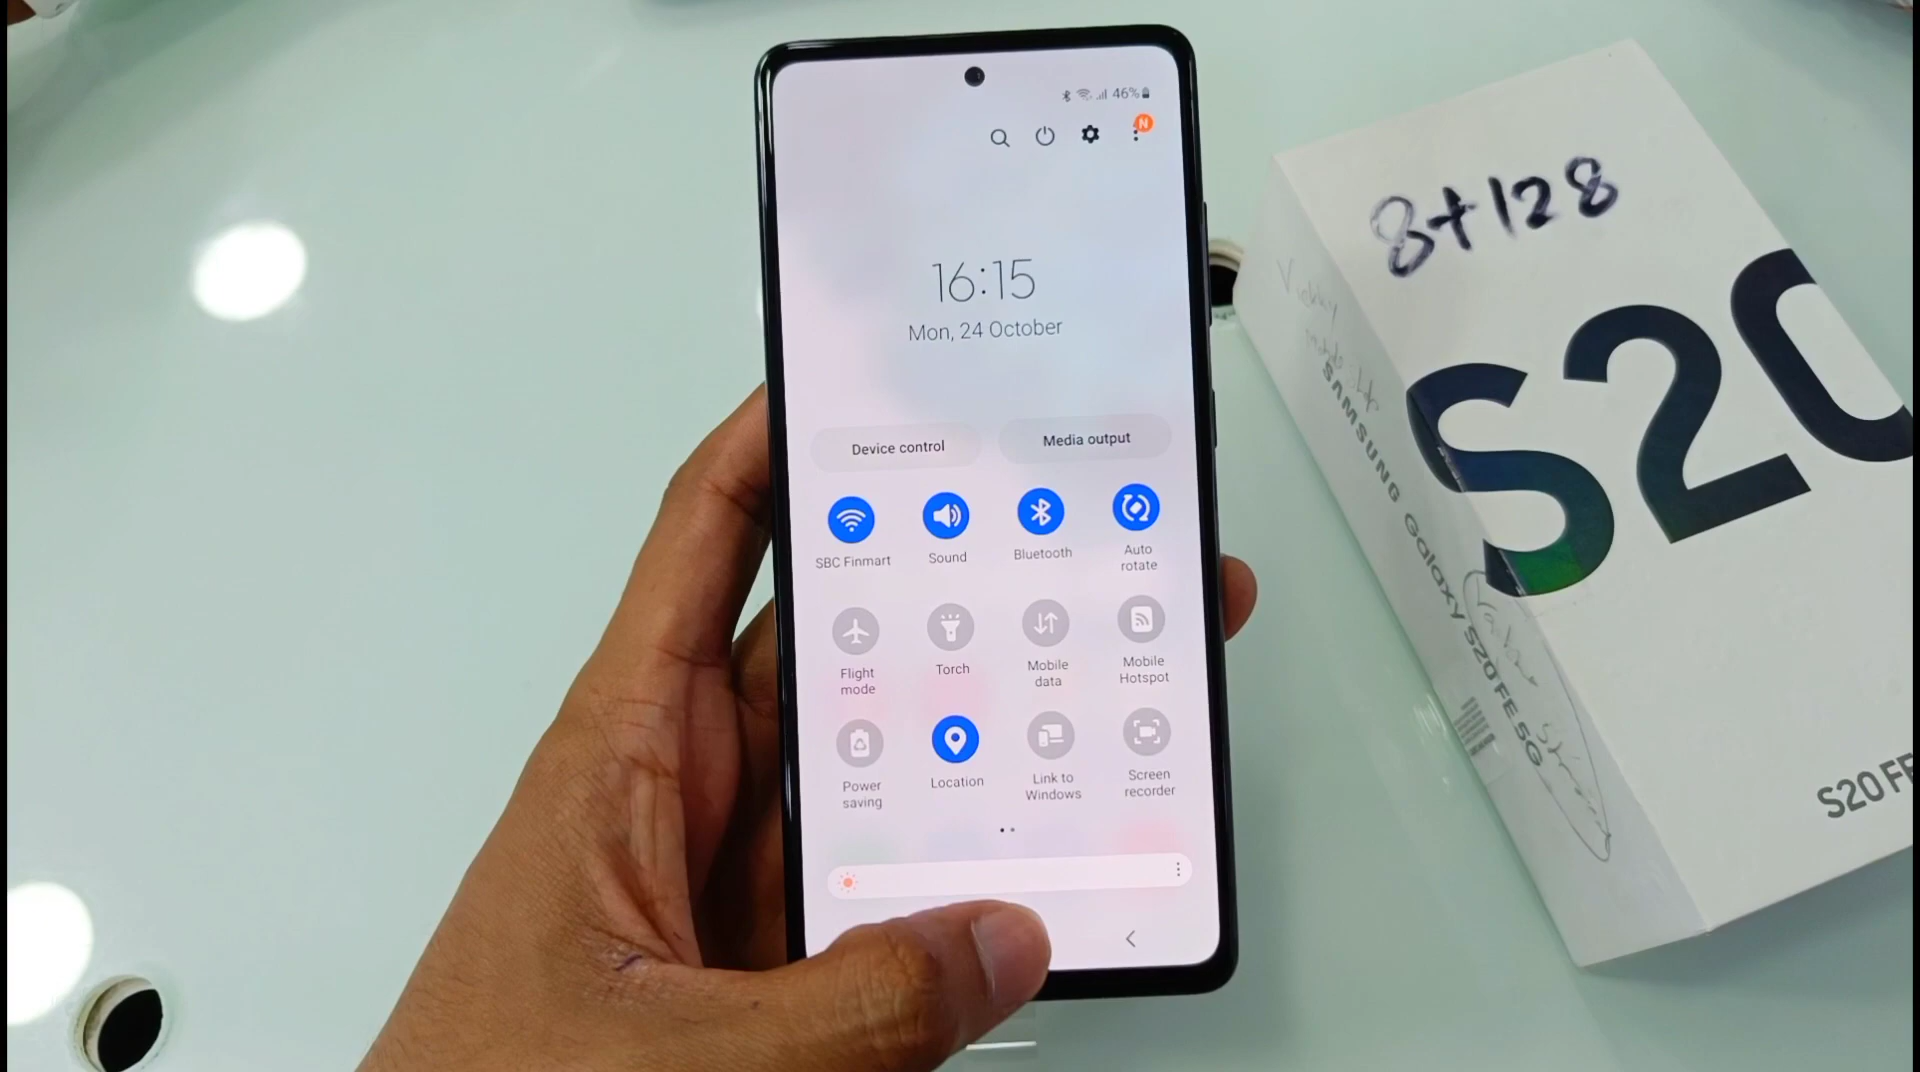 46%
N
16:15
Mon, 24 October
Device control
Media output
SBC Finmart
Sound
Bluetooth
Auto
rotate
Flight
mode
Torch
Mobile
data
Mobile
Hotspot
Power
saving
Location
Link to
Windows
Screen
recorder
8+128
S20
S20 FE
SAMSUNG Galaxy S20 FE 5G